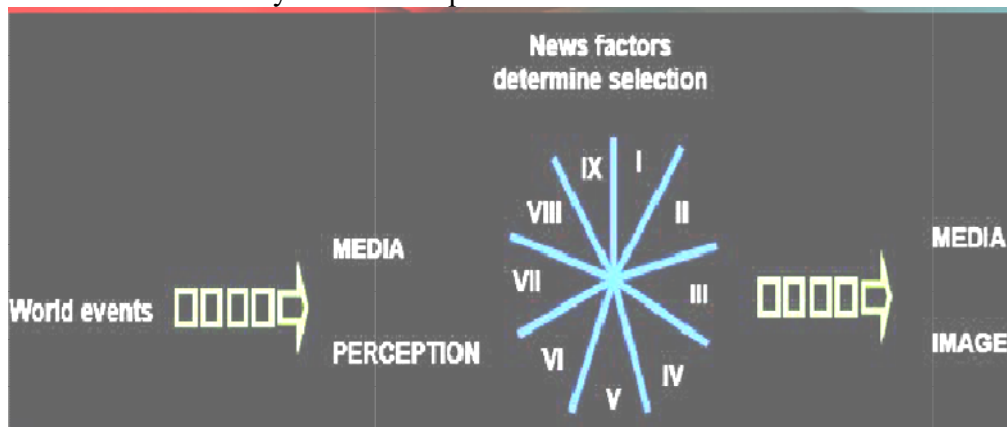 News factors
determine selection
IX
I
VIII
II
MEDIA
MEDIA
VII
III
World events
PERCEPTION
VI
IV
IMAGE
V